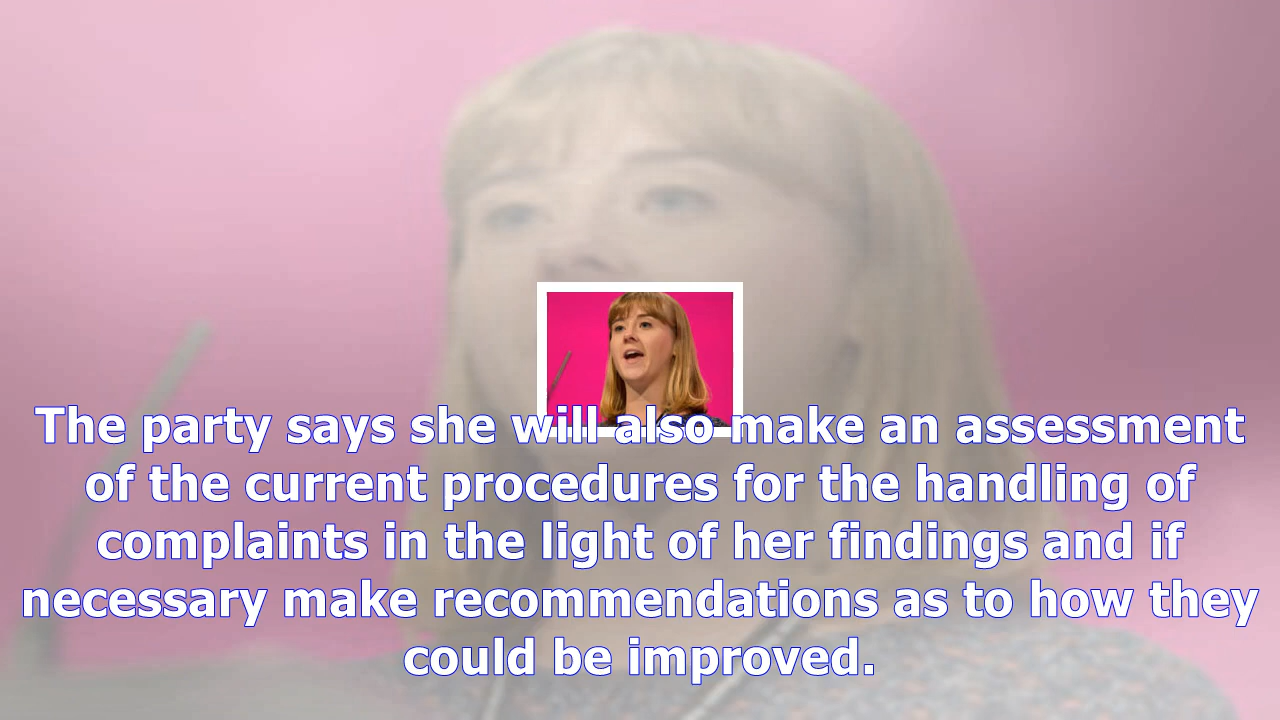 The party says she will also make an assessment
of the current procedures for the handling of
complaints in the light of her findings and if
necessary make recommendations as to how they
could be improved.